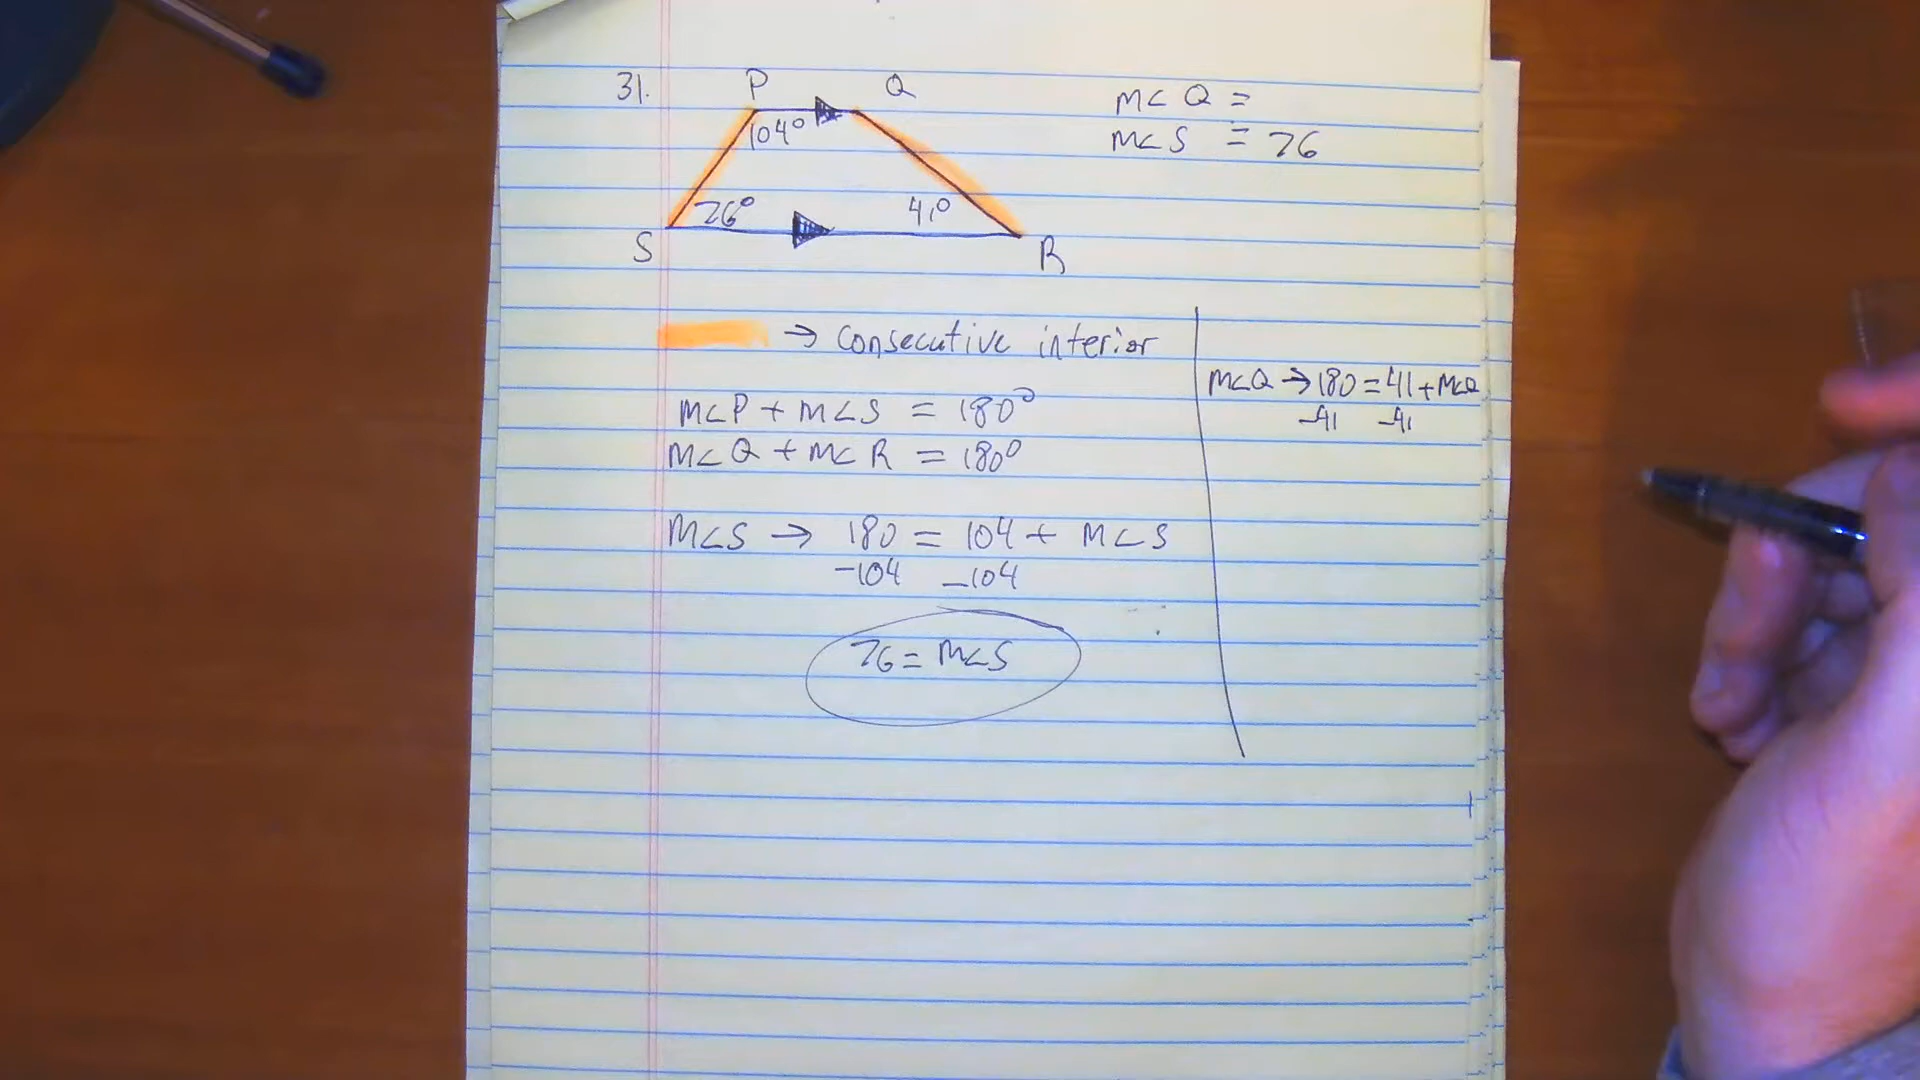 31.
P Q
104°
76° 41°
S R
M∠Q =
M∠S = 76
→ consecutive interior
M∠P + M∠S = 180°
M∠Q + M∠R = 180°
M∠S → 180 = 104 + M∠S
-104 -104
76 = M∠S
M∠Q → 180 = 41 + M∠Q
-41 -41